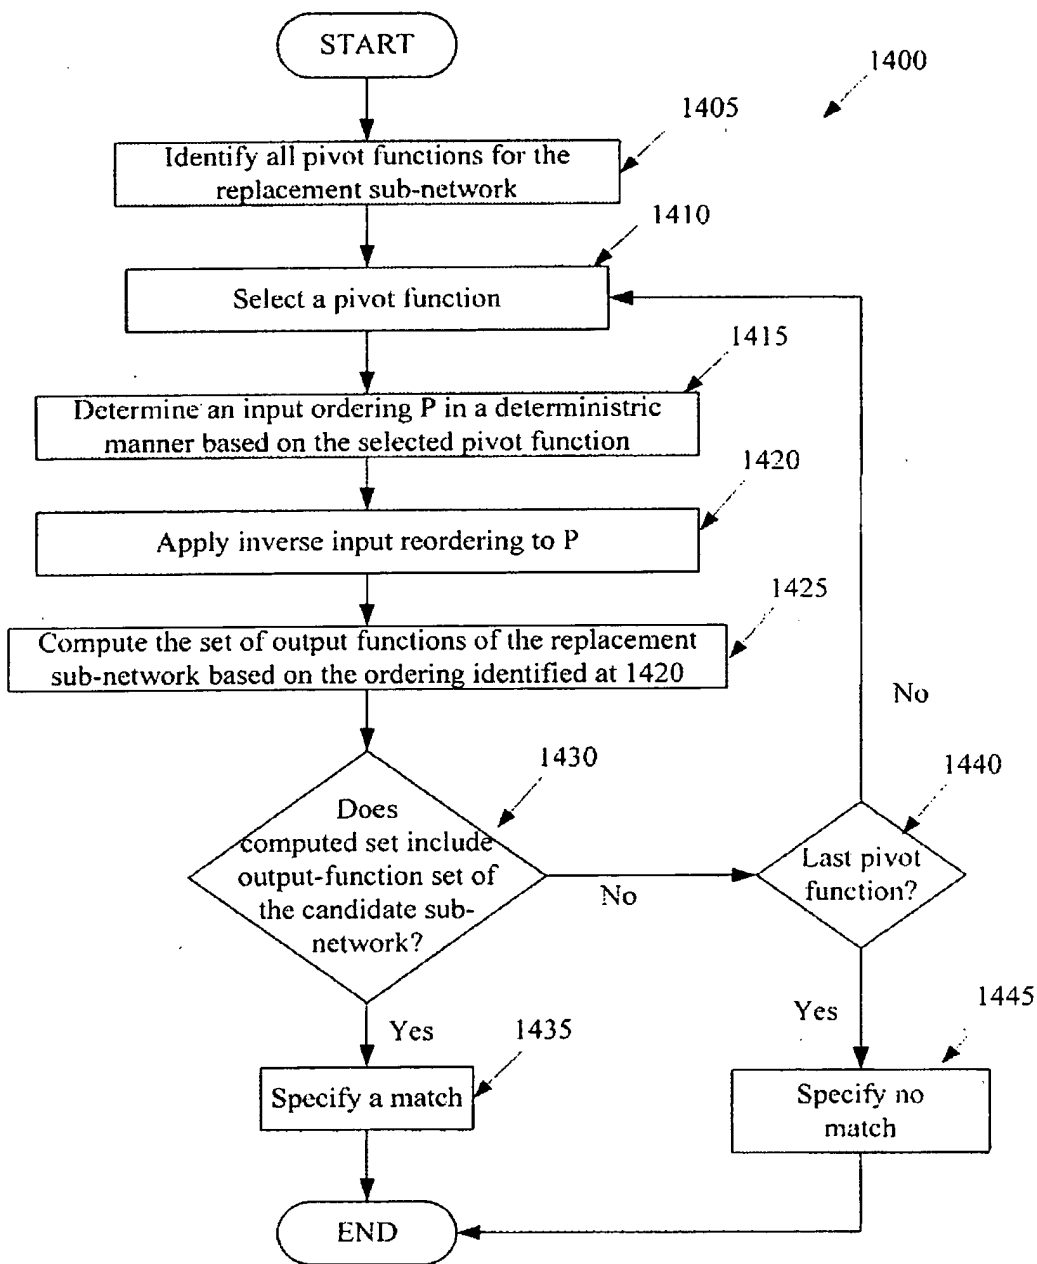 START
1400
1405
Identify all pivot functions for the
replacement sub-network
1410
Select a pivot function
1415
Determine an input ordering P in a deterministric
manner based on the selected pivot function
1420
Apply inverse input reordering to P
1425
Compute the set of output functions of the replacement
sub-network based on the ordering identified at 1420
No
1430
1440
Does
computed set include
output-function set of
the candidate sub-
network?
No
Last pivot
function?
Yes
1435
Specify a match
Yes
1445
Specify no
match
END